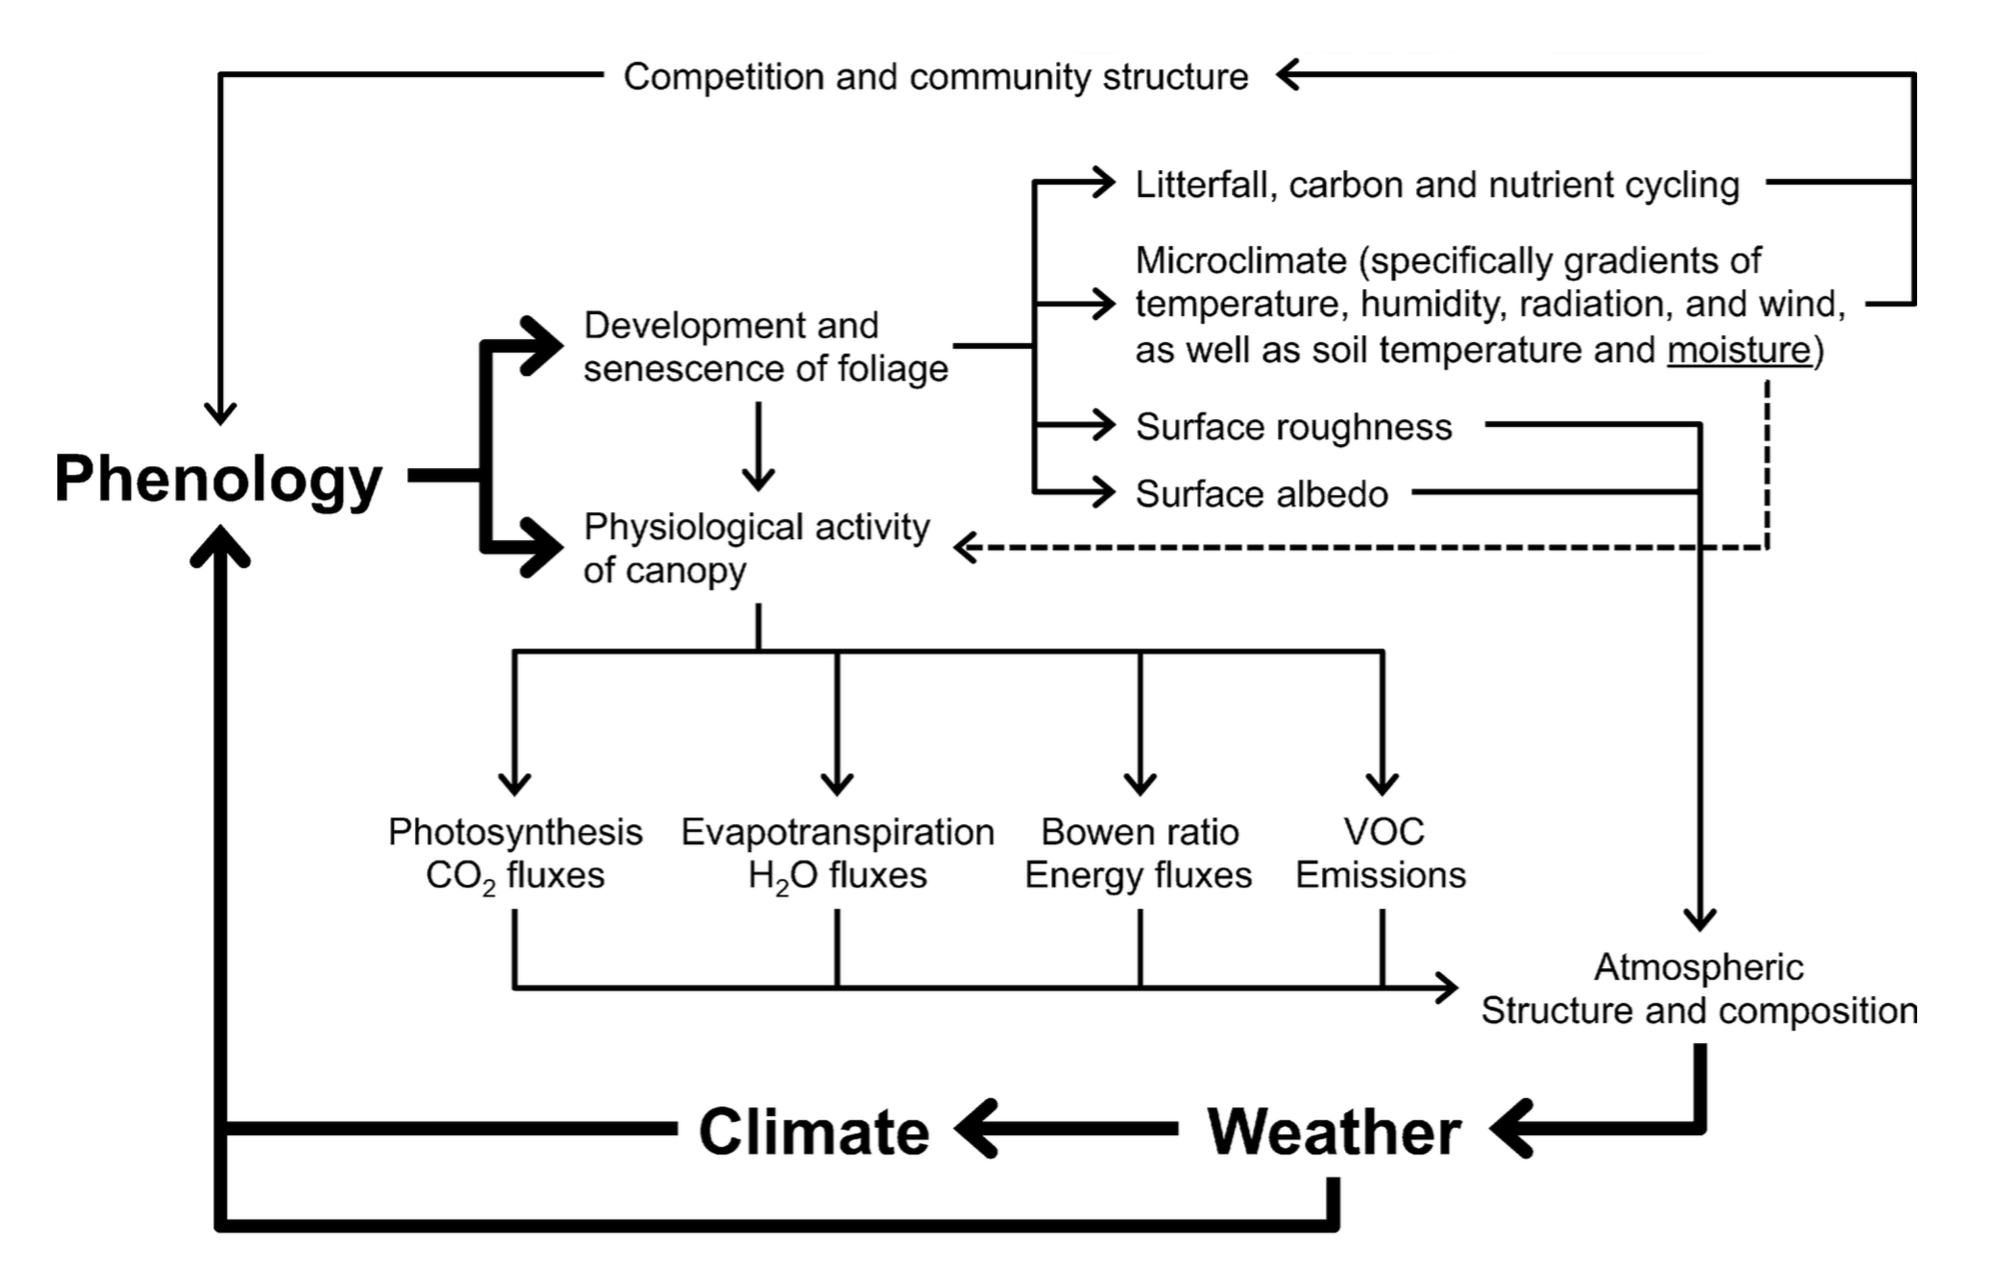 Competition and community structure
Litterfall, carbon and nutrient cycling
Microclimate (specifically gradients of
temperature, humidity, radiation, and wind,
as well as soil temperature and moisture)
Development and
senescence of foliage
Surface roughness
Phenology
Surface albedo
Physiological activity
of canopy
Photosynthesis
CO₂ fluxes
Evapotranspiration
H₂O fluxes
Bowen ratio
Energy fluxes
VOC
Emissions
Atmospheric
Structure and composition
Climate
Weather